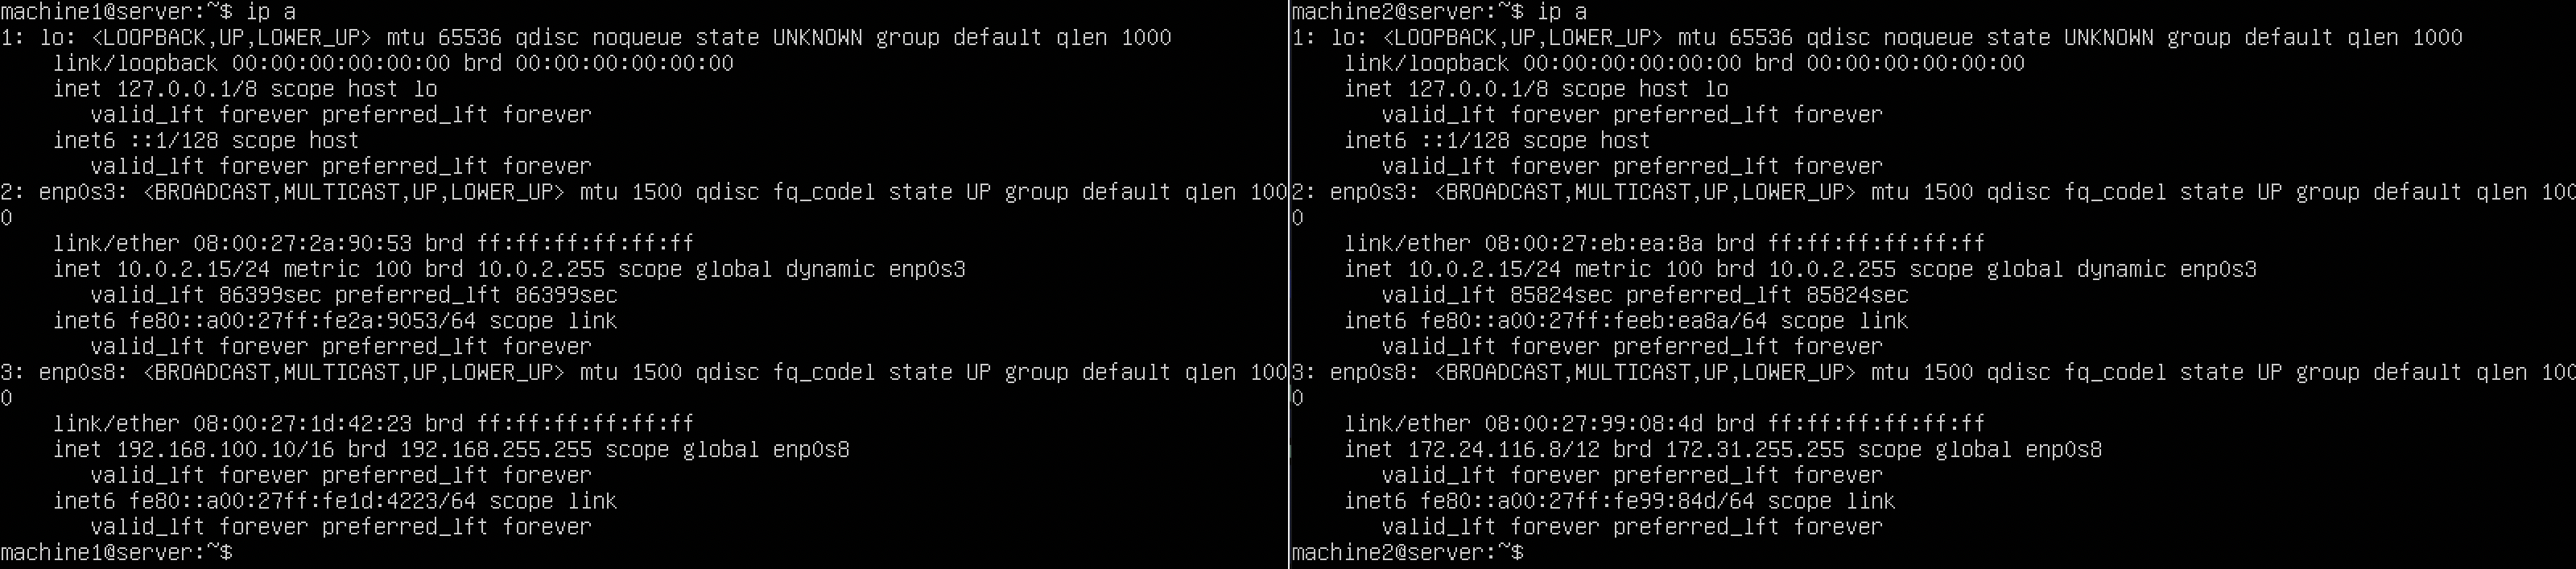 machine1@server:~$ ip a
1: lo: <LOOPBACK,UP,LOWER_UP> mtu 65536 qdisc noqueue state UNKNOWN group default qlen 1000
    link/loopback 00:00:00:00:00:00 brd 00:00:00:00:00:00
    inet 127.0.0.1/8 scope host lo
       valid_lft forever preferred_lft forever
    inet6 ::1/128 scope host
       valid_lft forever preferred_lft forever
2: enp0s3: <BROADCAST,MULTICAST,UP,LOWER_UP> mtu 1500 qdisc fq_codel state UP group default qlen 100
0
    link/ether 08:00:27:2a:90:53 brd ff:ff:ff:ff:ff:ff
    inet 10.0.2.15/24 metric 100 brd 10.0.2.255 scope global dynamic enp0s3
       valid_lft 86399sec preferred_lft 86399sec
    inet6 fe80::a00:27ff:fe2a:9053/64 scope link
       valid_lft forever preferred_lft forever
3: enp0s8: <BROADCAST,MULTICAST,UP,LOWER_UP> mtu 1500 qdisc fq_codel state UP group default qlen 100
0
    link/ether 08:00:27:1d:42:23 brd ff:ff:ff:ff:ff:ff
    inet 192.168.100.10/16 brd 192.168.255.255 scope global enp0s8
       valid_lft forever preferred_lft forever
    inet6 fe80::a00:27ff:fe1d:4223/64 scope link
       valid_lft forever preferred_lft forever
machine1@server:~$
machine2@server:~$ ip a
1: lo: <LOOPBACK,UP,LOWER_UP> mtu 65536 qdisc noqueue state UNKNOWN group default qlen 1000
    link/loopback 00:00:00:00:00:00 brd 00:00:00:00:00:00
    inet 127.0.0.1/8 scope host lo
       valid_lft forever preferred_lft forever
    inet6 ::1/128 scope host
       valid_lft forever preferred_lft forever
2: enp0s3: <BROADCAST,MULTICAST,UP,LOWER_UP> mtu 1500 qdisc fq_codel state UP group default qlen 100
0
    link/ether 08:00:27:eb:ea:8a brd ff:ff:ff:ff:ff:ff
    inet 10.0.2.15/24 metric 100 brd 10.0.2.255 scope global dynamic enp0s3
       valid_lft 85824sec preferred_lft 85824sec
    inet6 fe80::a00:27ff:feeb:ea8a/64 scope link
       valid_lft forever preferred_lft forever
3: enp0s8: <BROADCAST,MULTICAST,UP,LOWER_UP> mtu 1500 qdisc fq_codel state UP group default qlen 100
0
    link/ether 08:00:27:99:08:4d brd ff:ff:ff:ff:ff:ff
    inet 172.24.116.8/12 brd 172.31.255.255 scope global enp0s8
       valid_lft forever preferred_lft forever
    inet6 fe80::a00:27ff:fe99:84d/64 scope link
       valid_lft forever preferred_lft forever
machine2@server:~$